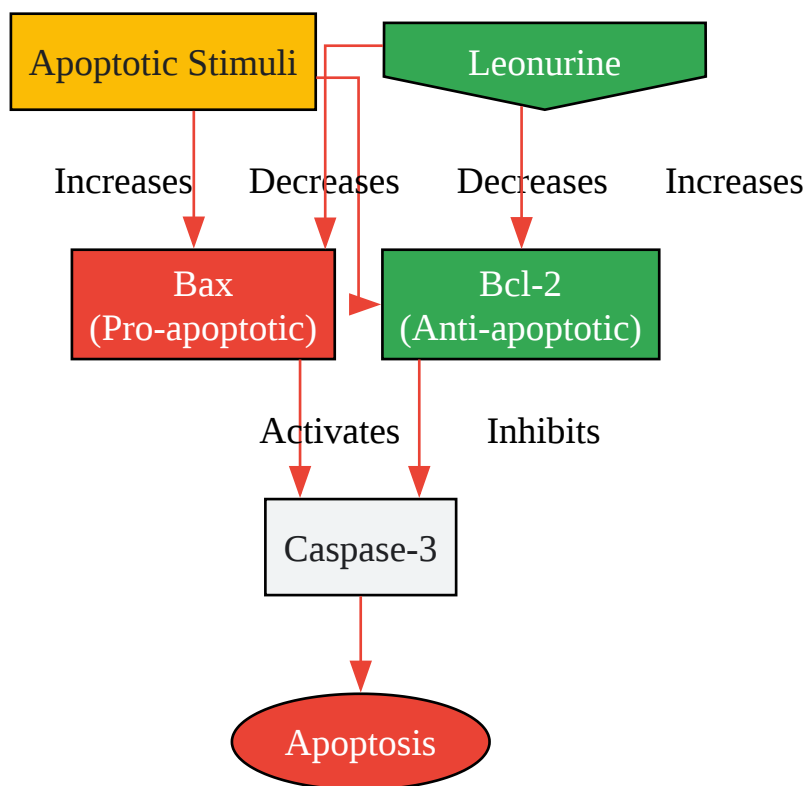 Apoptotic Stimuli
Leonurine
Increases
Decreases
Decreases
Increases
Bax
(Pro-apoptotic)
Bcl-2
(Anti-apoptotic)
Activates
Inhibits
Caspase-3
Apoptosis